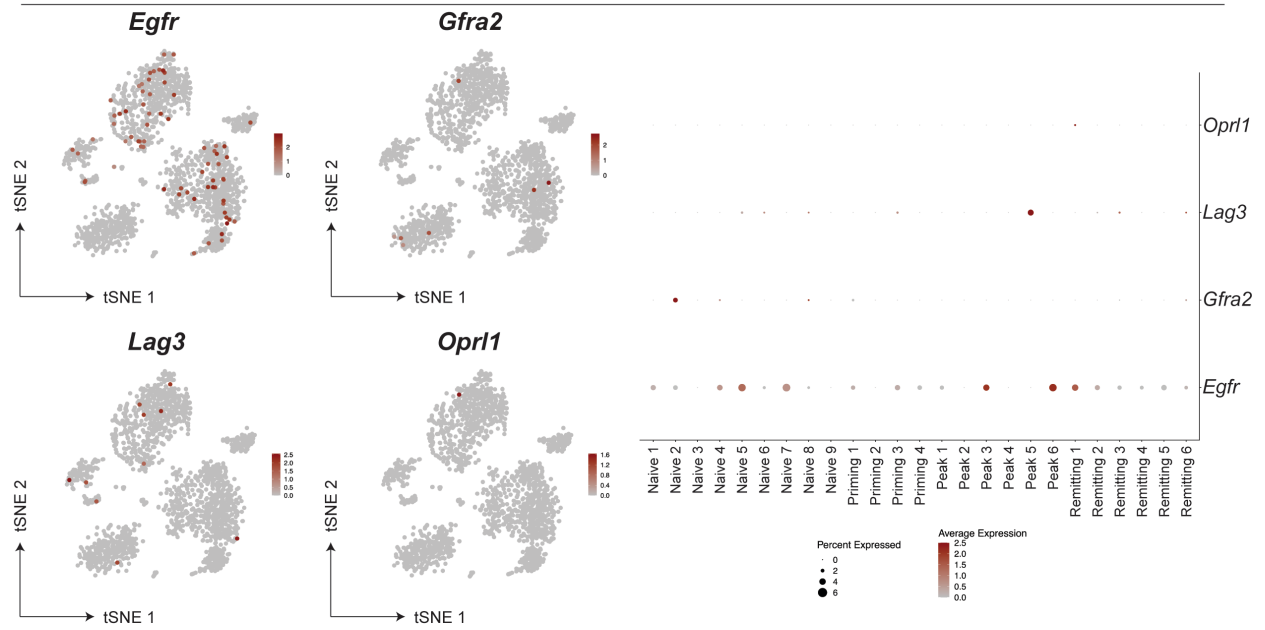 Egfr
Gfra2
2
1
0
2
1
0
tSNE 2
tSNE 1
tSNE 2
tSNE 1
Lag3
Oprl1
2.5
2.0
1.5
1.0
0.5
0.0
1.6
1.2
0.8
0.4
0.0
tSNE 2
tSNE 1
tSNE 2
tSNE 1
Oprl1
Lag3
Gfra2
Egfr
Naive 1
Naive 2
Naive 3
Naive 4
Naive 5
Naive 6
Naive 7
Naive 8
Naive 9
Priming 1
Priming 2
Priming 3
Priming 4
Peak 1
Peak 2
Peak 3
Peak 4
Peak 5
Peak 6
Remitting 1
Remitting 2
Remitting 3
Remitting 4
Remitting 5
Remitting 6
Percent Expressed
0
2
4
6
Average Expression
2.5
2.0
1.5
1.0
0.5
0.0